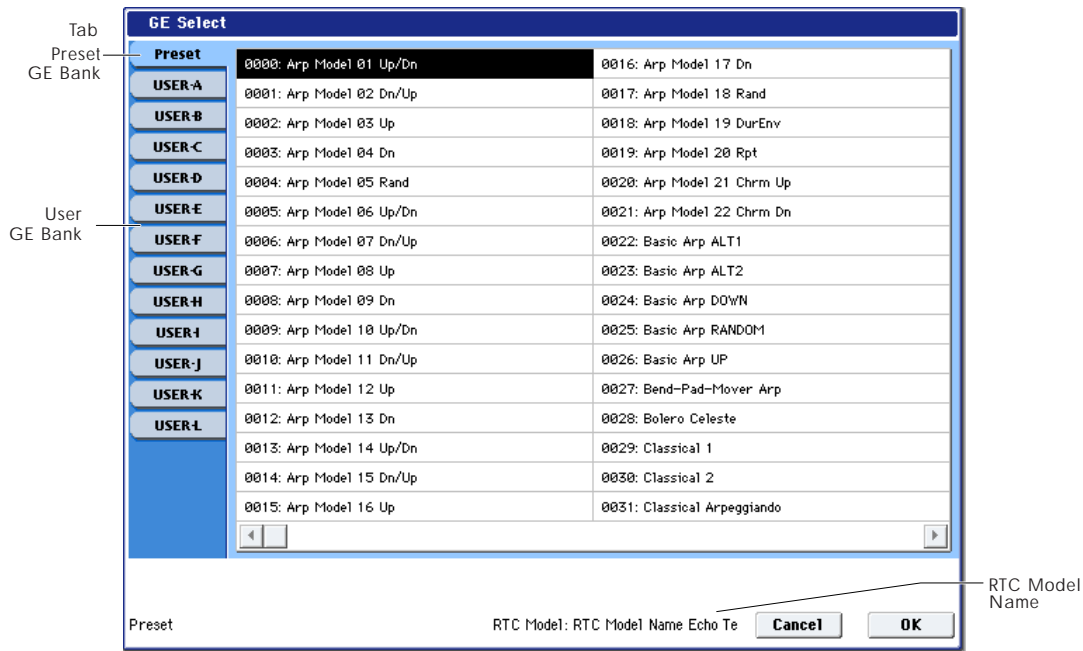 GE Select
Tab
Preset
GE Bank
User
GE Bank
Preset
USER-A
USER-B
USER-C
USER-D
USER-E
USER-F
USER-G
USER-H
USER-I
USER-J
USER-K
USER-L
0000: Arp Model 01 Up/Dn
0001: Arp Model 02 Dn/Up
0002: Arp Model 03 Up
0003: Arp Model 04 Dn
0004: Arp Model 05 Rand
0005: Arp Model 06 Up/Dn
0006: Arp Model 07 Dn/Up
0007: Arp Model 08 Up
0008: Arp Model 09 Dn
0009: Arp Model 10 Up/Dn
0010: Arp Model 11 Dn/Up
0011: Arp Model 12 Up
0012: Arp Model 13 Dn
0013: Arp Model 14 Up/Dn
0014: Arp Model 15 Dn/Up
0015: Arp Model 16 Up
0016: Arp Model 17 Dn
0017: Arp Model 18 Rand
0018: Arp Model 19 DurEnv
0019: Arp Model 20 Rpt
0020: Arp Model 21 Chrm Up
0021: Arp Model 22 Chrm Dn
0022: Basic Arp ALT1
0023: Basic Arp ALT2
0024: Basic Arp DOWN
0025: Basic Arp RANDOM
0026: Basic Arp UP
0027: Bend-Pad-Mover Arp
0028: Bolero Celeste
0029: Classical 1
0030: Classical 2
0031: Classical Arpeggiando
RTC Model
Name
Preset
RTC Model: RTC Model Name Echo Te
Cancel
OK